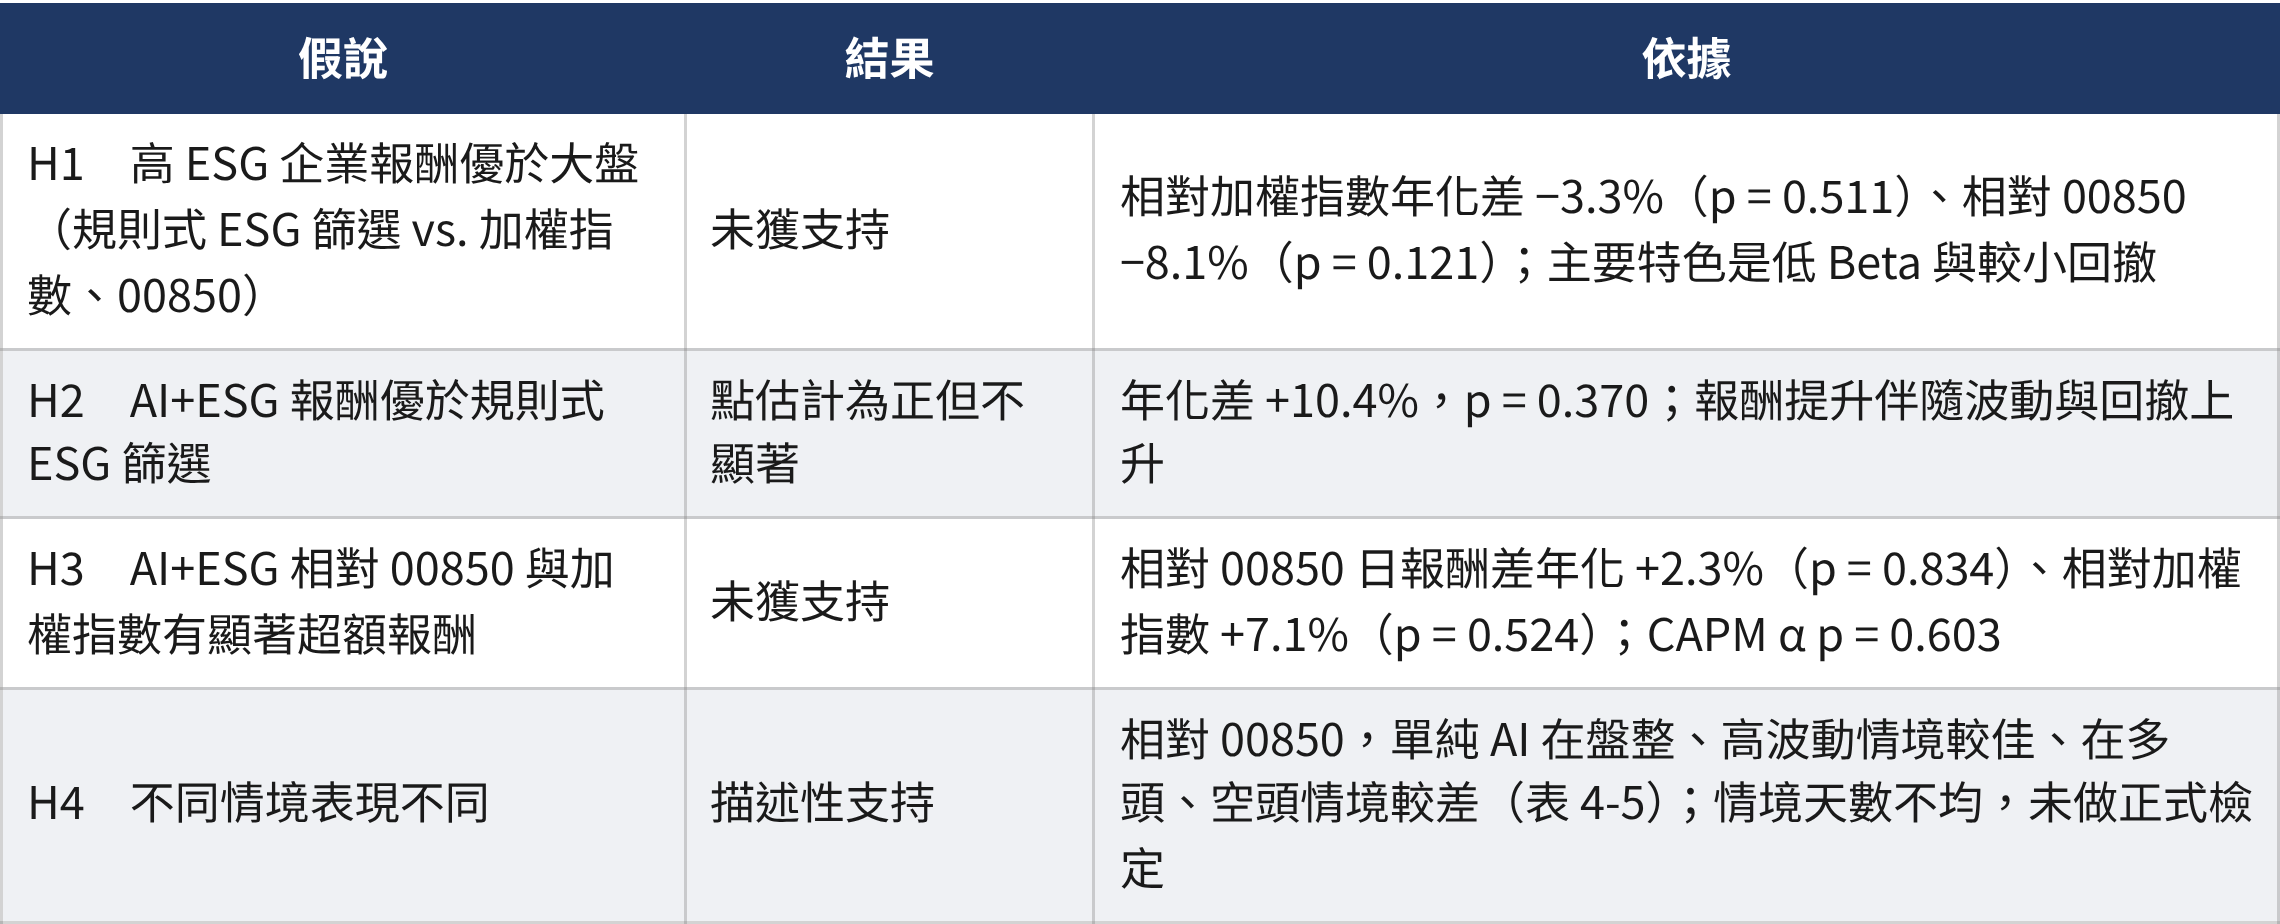 假說 結果 依據
H1　高 ESG 企業報酬優於大盤
（規則式 ESG 篩選 vs. 加權指
數、00850）
未獲支持
相對加權指數年化差 −3.3%（p = 0.511）、相對 00850
−8.1%（p = 0.121）；主要特色是低 Beta 與較小回撤
H2　AI+ESG 報酬優於規則式
ESG 篩選
點估計為正但不
顯著
年化差 +10.4%，p = 0.370；報酬提升伴隨波動與回撤上
升
H3　AI+ESG 相對 00850 與加
權指數有顯著超額報酬
未獲支持
相對 00850 日報酬差年化 +2.3%（p = 0.834）、相對加權
指數 +7.1%（p = 0.524）；CAPM α p = 0.603
H4　不同情境表現不同
描述性支持
相對 00850，單純 AI 在盤整、高波動情境較佳、在多
頭、空頭情境較差（表 4-5）；情境天數不均，未做正式檢
定